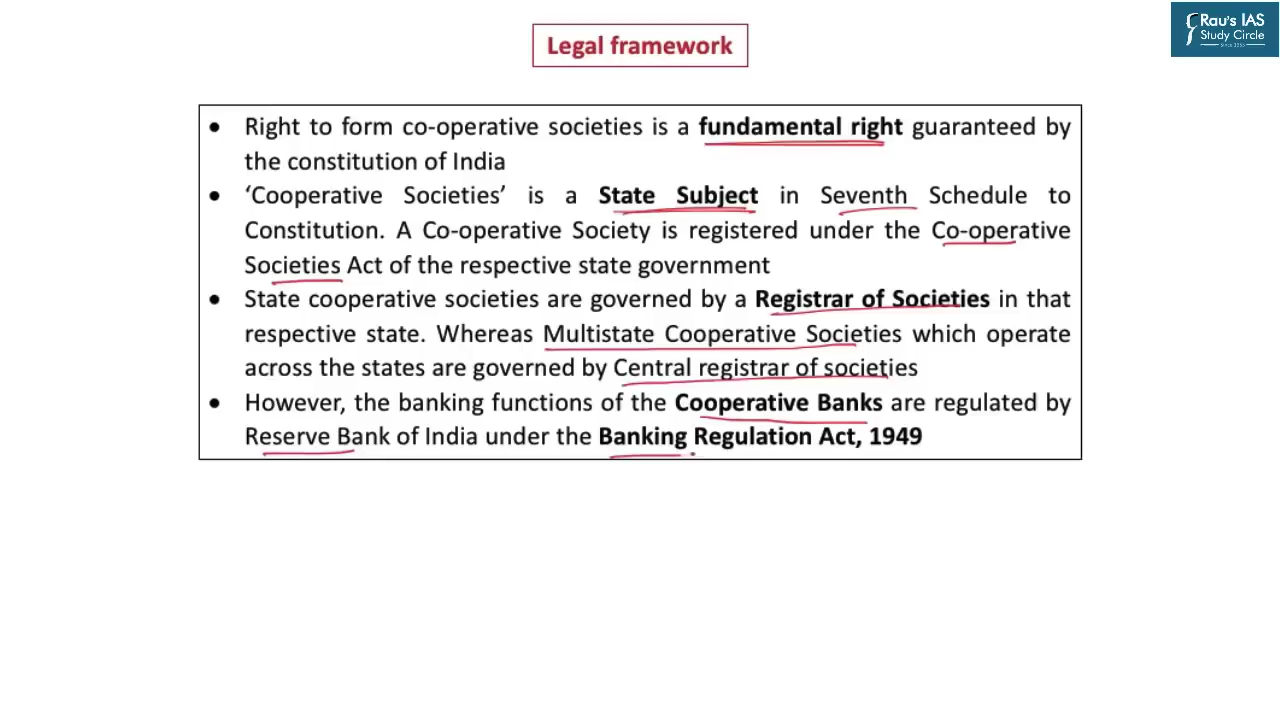 Rau's IAS
Study Circle
Since 1953
Legal framework
• Right to form co-operative societies is a fundamental right guaranteed by
the constitution of India
• ‘Cooperative Societies’ is a State Subject in Seventh Schedule to
Constitution. A Co-operative Society is registered under the Co-operative
Societies Act of the respective state government
• State cooperative societies are governed by a Registrar of Societies in that
respective state. Whereas Multistate Cooperative Societies which operate
across the states are governed by Central registrar of societies
• However, the banking functions of the Cooperative Banks are regulated by
Reserve Bank of India under the Banking Regulation Act, 1949